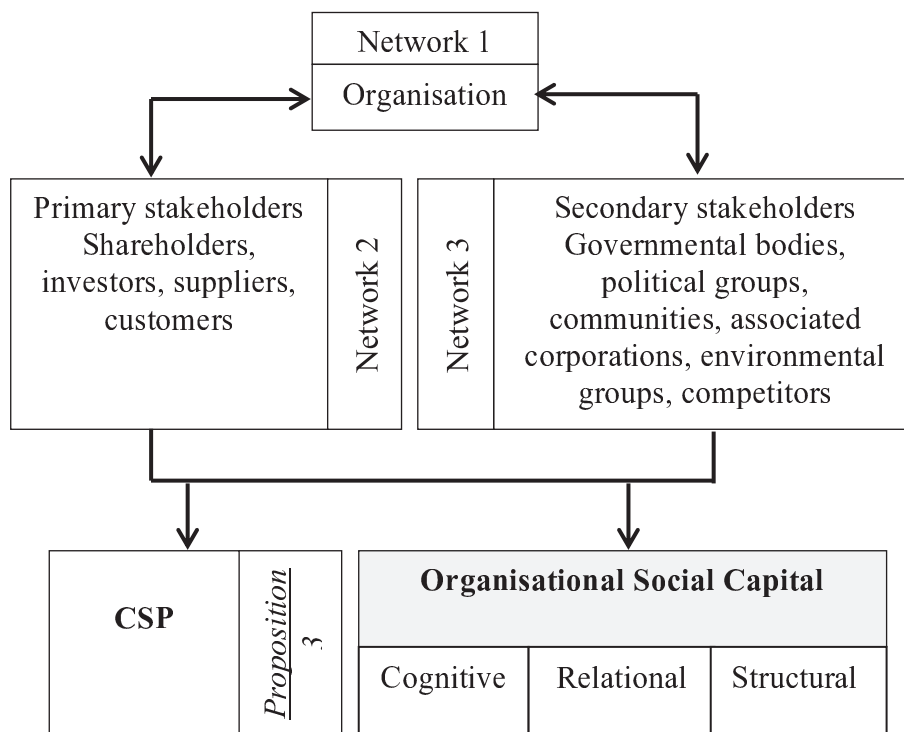 Network 1
Organisation
Primary stakeholders
Shareholders,
investors, suppliers,
customers
Network 2
Network 3
Secondary stakeholders
Governmental bodies,
political groups,
communities, associated
corporations, environmental
groups, competitors
CSP
Proposition
3
Organisational Social Capital
Cognitive
Relational
Structural